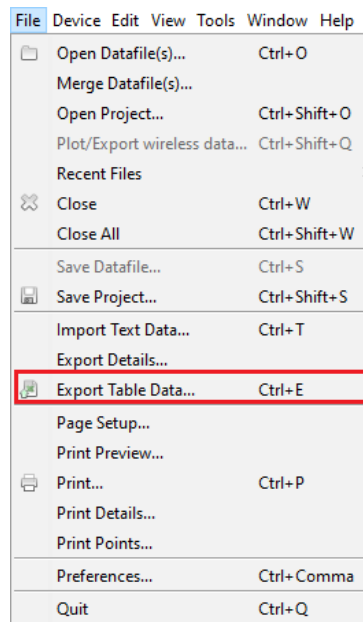 File Device Edit View Tools Window Help
Open Datafile(s)... Ctrl+O
Merge Datafile(s)...
Open Project... Ctrl+Shift+O
Plot/Export wireless data... Ctrl+Shift+Q
Recent Files
Close Ctrl+W
Close All Ctrl+Shift+W
Save Datafile... Ctrl+S
Save Project... Ctrl+Shift+S
Import Text Data... Ctrl+T
Export Details...
Export Table Data... Ctrl+E
Page Setup...
Print Preview...
Print... Ctrl+P
Print Details...
Print Points...
Preferences... Ctrl+Comma
Quit Ctrl+Q